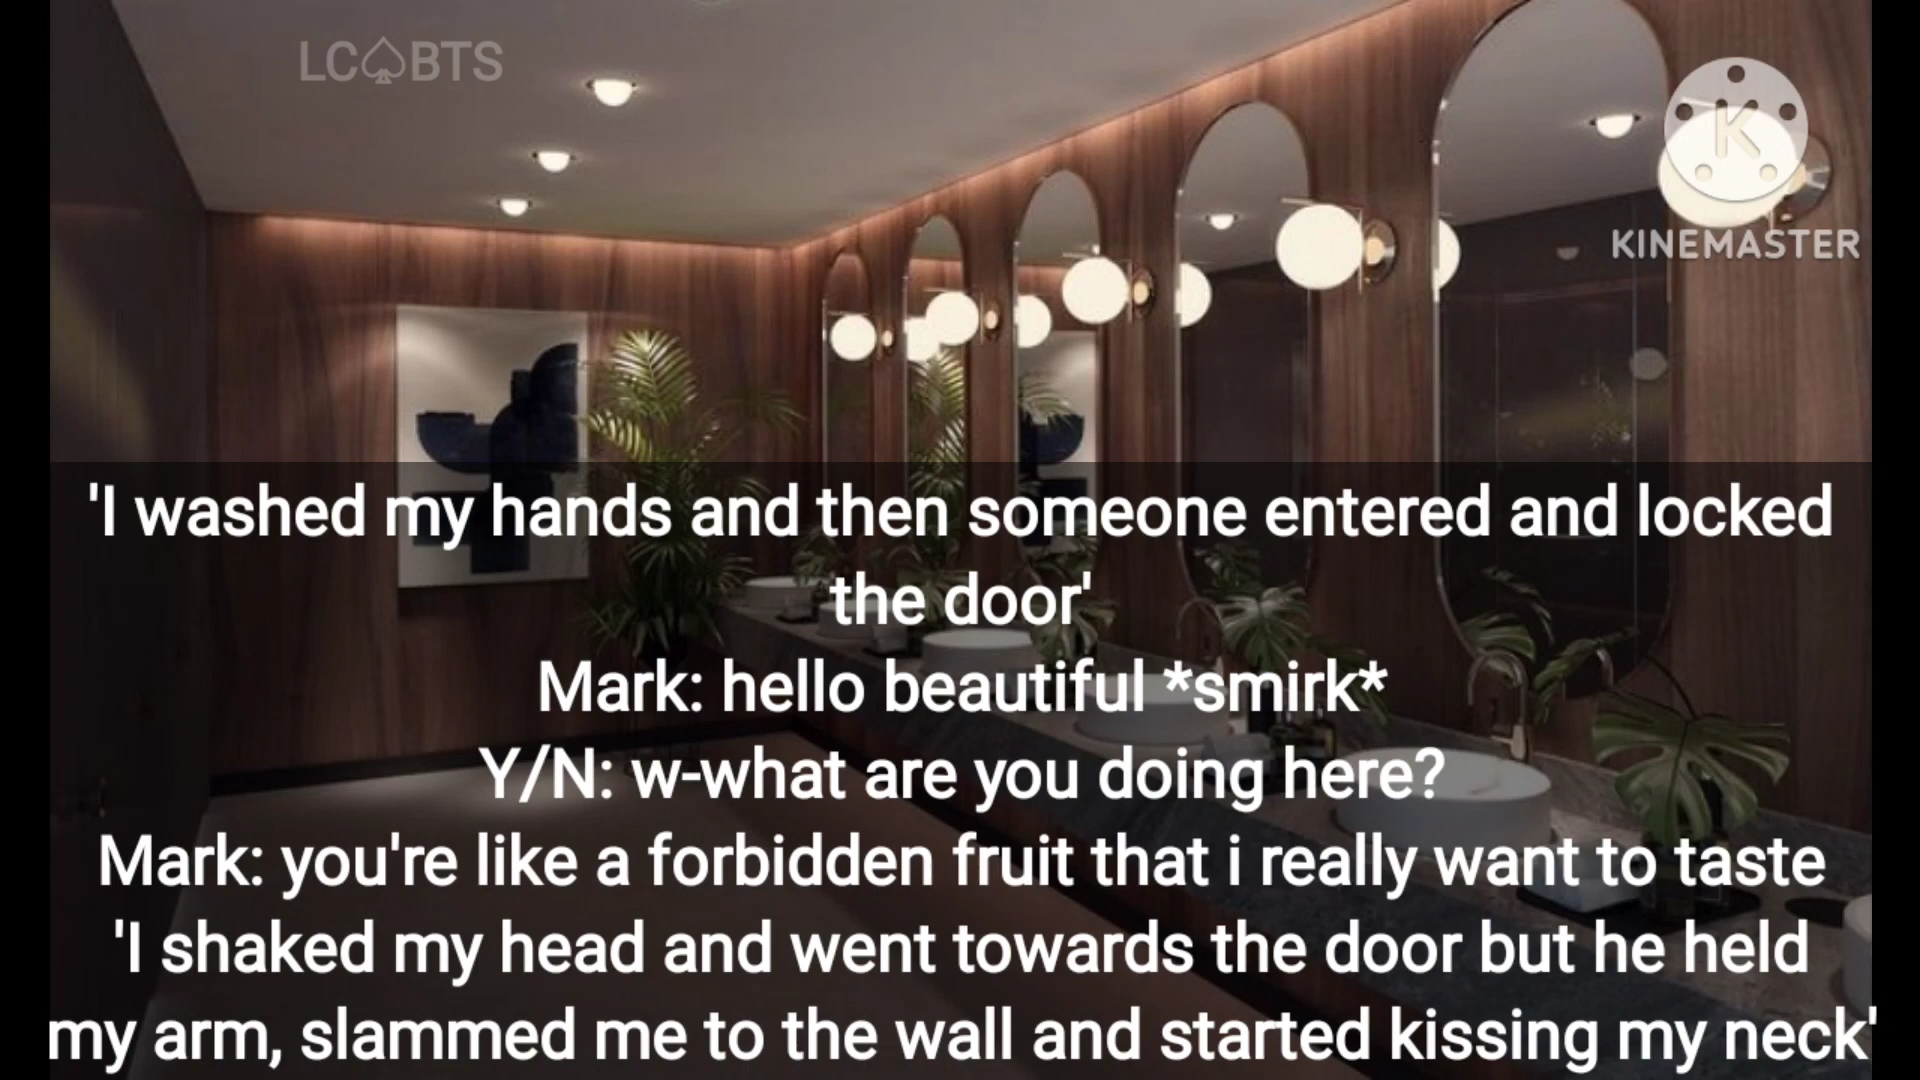 LC♤BTS
KINEMASTER
'I washed my hands and then someone entered and locked
the door'
Mark: hello beautiful *smirk*
Y/N: w-what are you doing here?
Mark: you're like a forbidden fruit that i really want to taste
'I shaked my head and went towards the door but he held
my arm, slammed me to the wall and started kissing my neck'